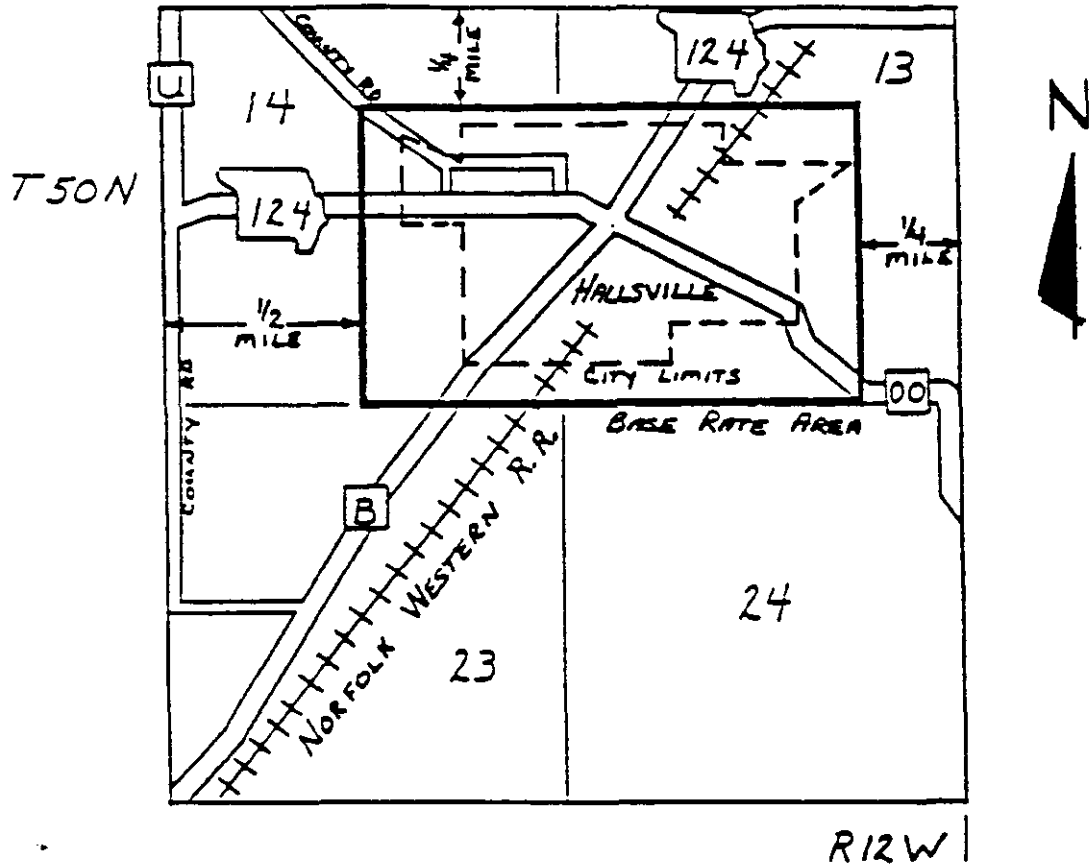 COUNTY RD
1/4
MILE
124
13
U
14
N
T50N
124
1/4
MILE
HALLSVILLE
1/2
MILE
CITY LIMITS
COUNTY RD
OO
BASE RATE AREA
B
NORFOLK WESTERN R.R.
24
23
R12W